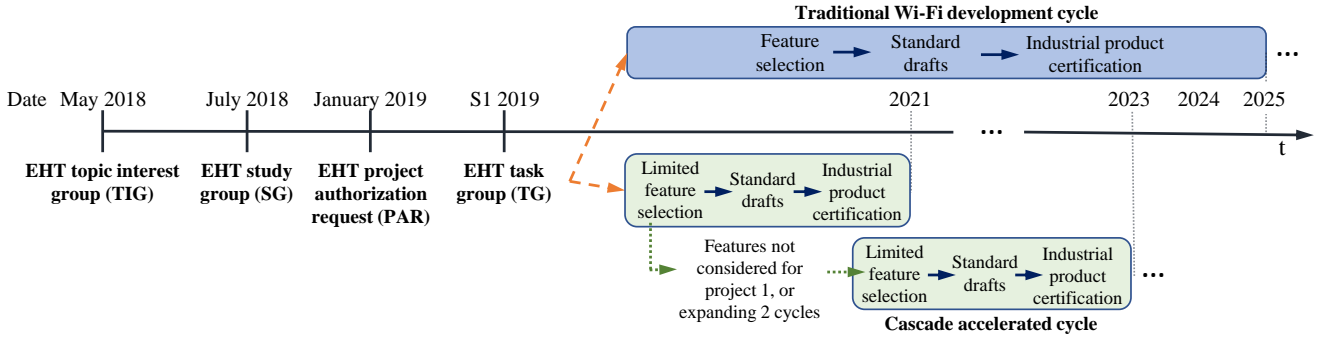 Traditional Wi-Fi development cycle
Feature
selection
Standard
drafts
Industrial product
certification
...
Date May 2018 July 2018 January 2019 S1 2019 2021 2023 2024 2025
...
t
EHT topic interest
group (TIG)
EHT study
group (SG)
EHT project
authorization
request (PAR)
EHT task
group (TG)
Limited
feature
selection
Standard
drafts
Industrial
product
certification
Features not
considered for
project 1, or
expanding 2 cycles
Limited
feature
selection
Standard
drafts
Industrial
product
certification
...
Cascade accelerated cycle